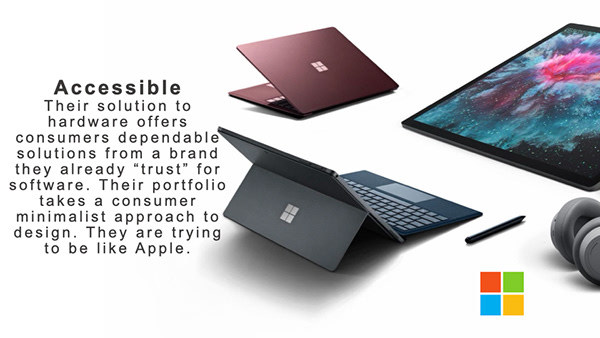 Accessible
Their solution to
hardware offers
consumers dependable
solutions from a brand
they already “trust” for
software. Their portfolio
takes a consumer
minimalist approach to
design. They are trying
to be like Apple.